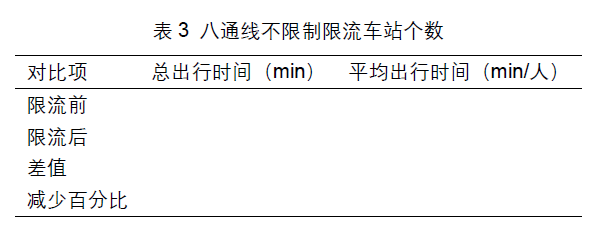 表 3 八通线不限制限流车站个数
对比项 总出行时间（min） 平均出行时间（min/人）
限流前
限流后
差值
减少百分比